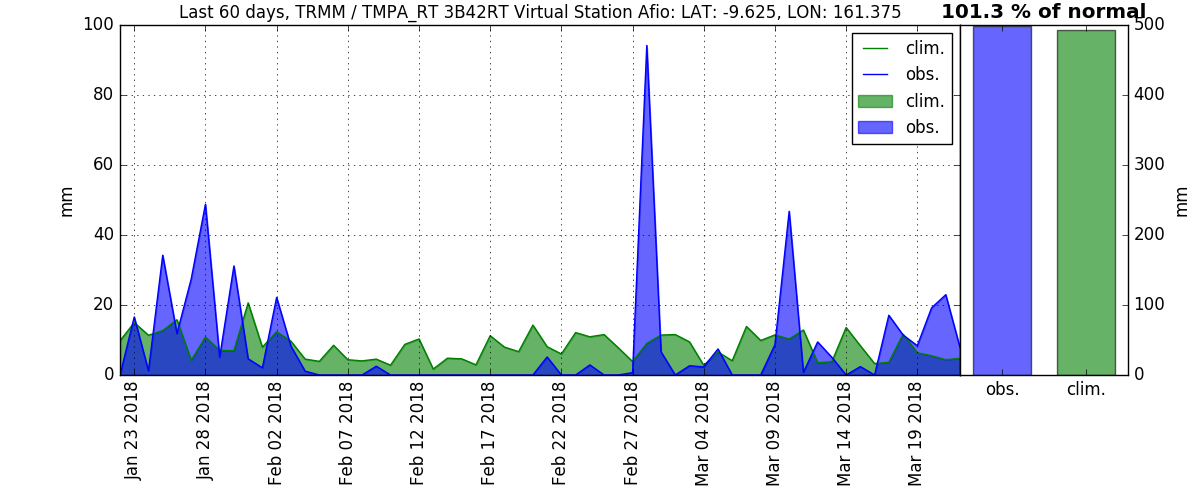 Last 60 days, TRMM / TMPA_RT 3B42RT Virtual Station Afio: LAT: -9.625, LON: 161.375
101.3 % of normal
100
80
60
40
20
0
mm
clim.
obs.
clim.
obs.
500
400
300
200
100
0
mm
obs.
clim.
Jan 23 2018
Jan 28 2018
Feb 02 2018
Feb 07 2018
Feb 12 2018
Feb 17 2018
Feb 22 2018
Feb 27 2018
Mar 04 2018
Mar 09 2018
Mar 14 2018
Mar 19 2018